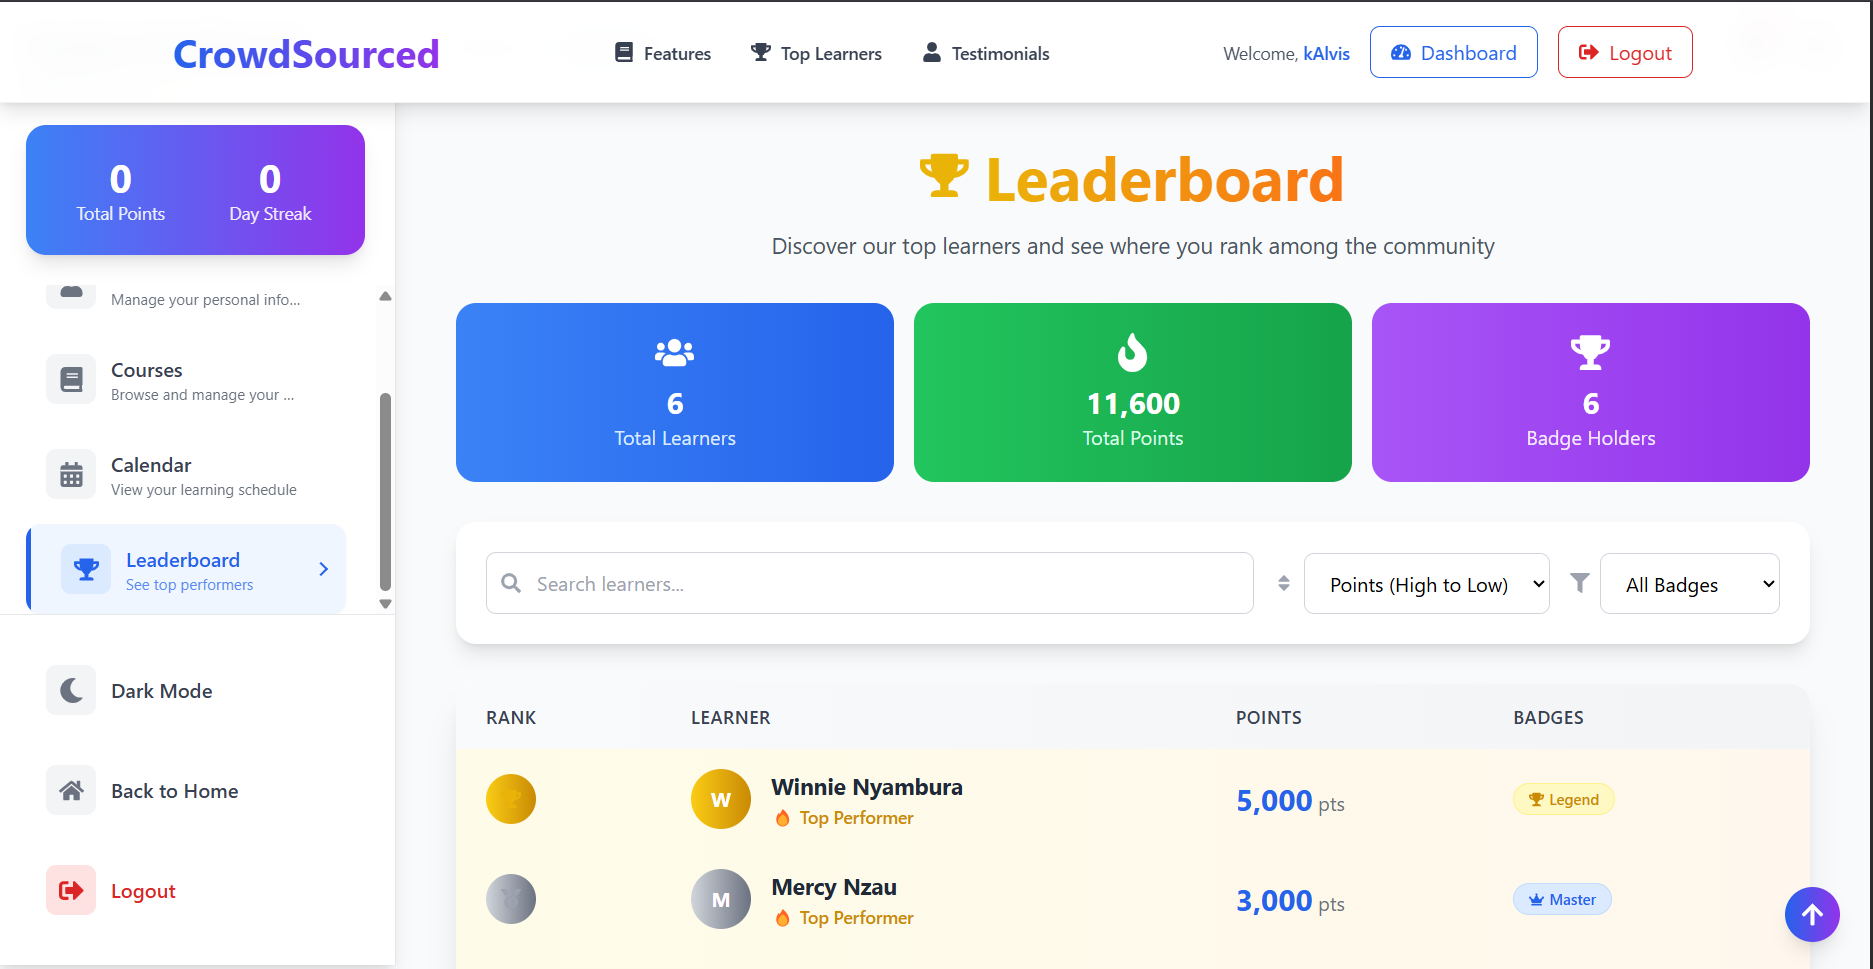 CrowdSourced
Features
Top Learners
Testimonials
Welcome, kAlvis
Dashboard
Logout
0
Total Points
0
Day Streak
Manage your personal info...
Courses
Browse and manage your ...
Calendar
View your learning schedule
Leaderboard
See top performers
Dark Mode
Back to Home
Logout
Leaderboard
Discover our top learners and see where you rank among the community
6
Total Learners
11,600
Total Points
6
Badge Holders
Search learners...
Points (High to Low)
All Badges
RANK LEARNER POINTS BADGES
W
Winnie Nyambura
Top Performer
5,000 pts
Legend
M
Mercy Nzau
Top Performer
3,000 pts
Master